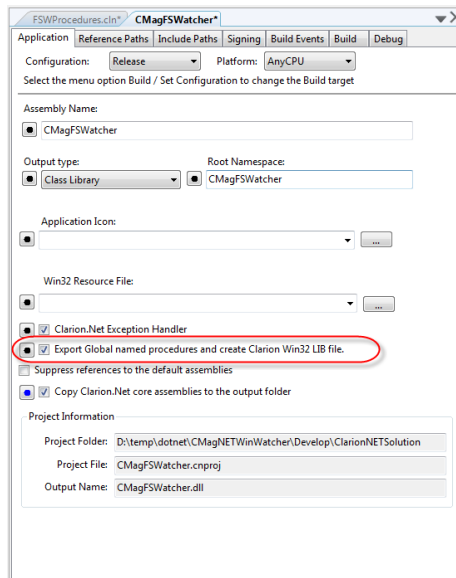 FSWProcedures.cln* CMagFSWatcher*
Application Reference Paths Include Paths Signing Build Events Build Debug
Configuration: Release Platform: AnyCPU
Select the menu option Build / Set Configuration to change the Build target
Assembly Name:
CMagFSWatcher
Output type: Root Namespace:
Class Library CMagFSWatcher
Application Icon:
...
Win32 Resource File:
...
Clarion.Net Exception Handler
Export Global named procedures and create Clarion Win32 LIB file.
Suppress references to the default assemblies
Copy Clarion.Net core assemblies to the output folder
Project Information
Project Folder: D:\temp\dotnet\CMagNETWinWatcher\Develop\ClarionNETSolution
Project File: CMagFSWatcher.cnproj
Output Name: CMagFSWatcher.dll